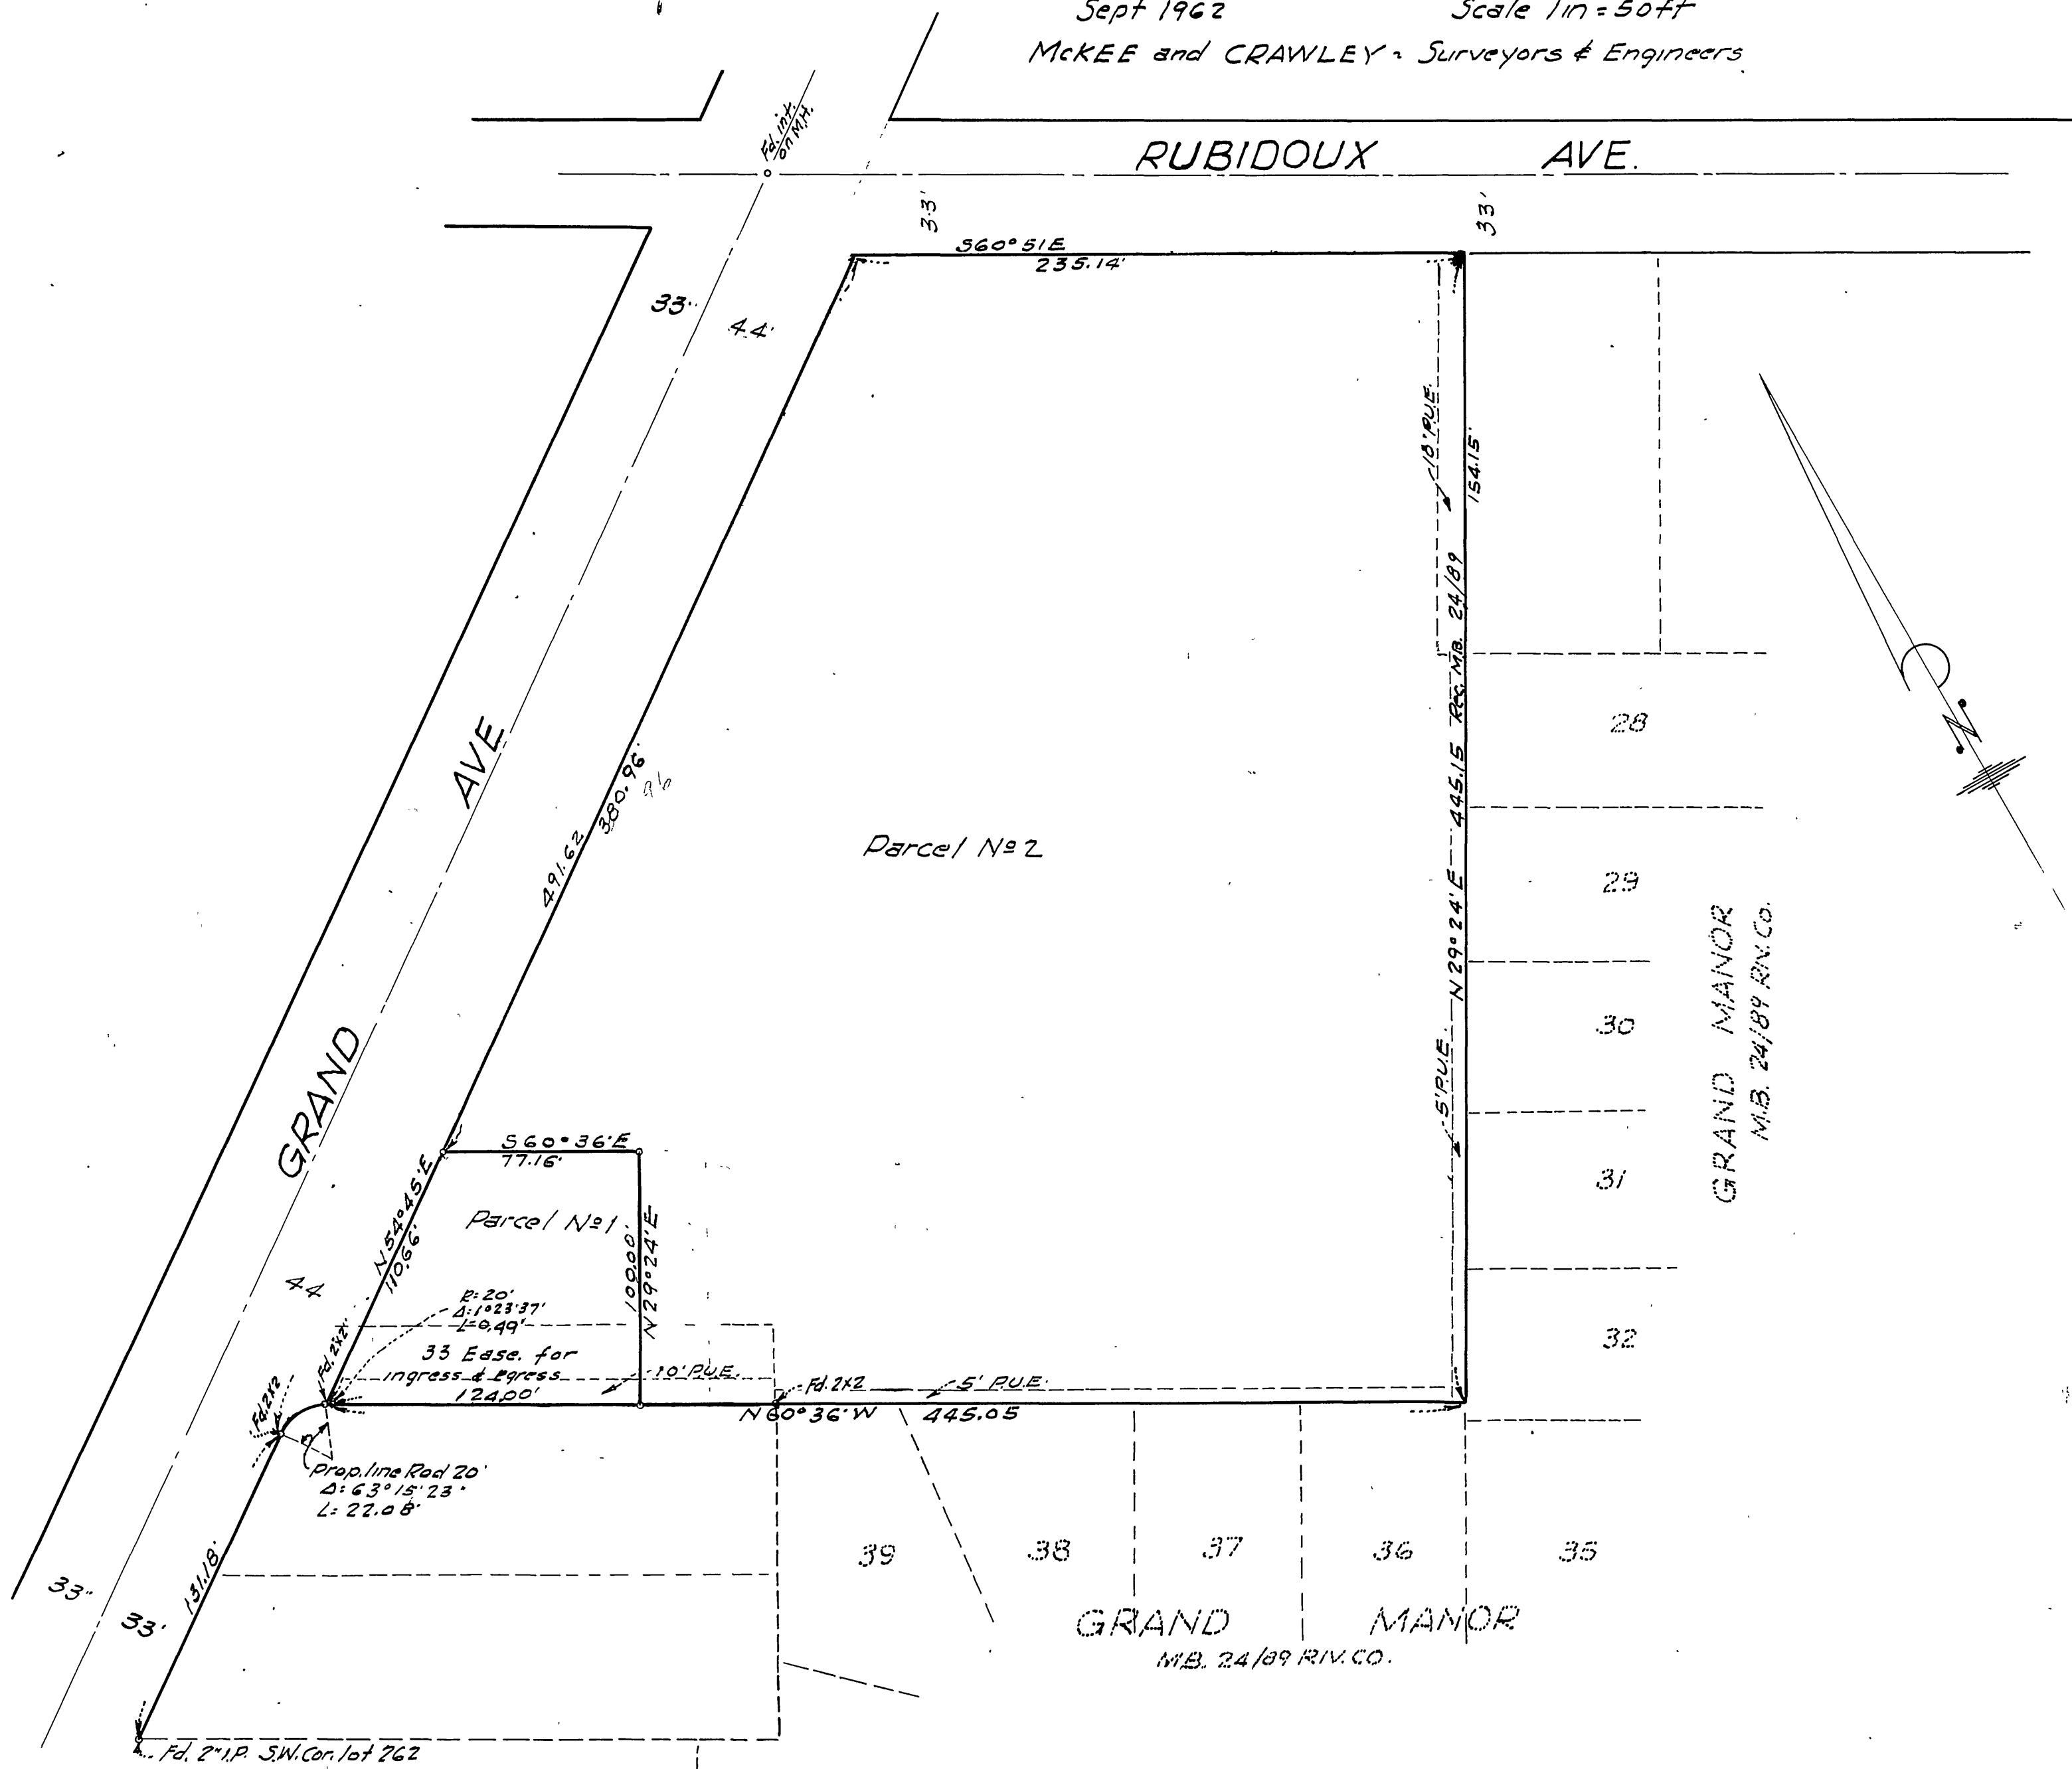 Sept 1962 Scale 1in = 50ft
McKEE and CRAWLEY - Surveyors & Engineers
Fd. int.
on M.H.
RUBIDOUX AVE.
33'
33'
S60°51'E
235.14'
33'
44'
10' P.U.E.
154.15'
N29°24'E 445.15 Rec. M.B. 24/89
28
29
30
31
32
GRAND MANOR
M.B. 24/89 RIV. CO.
N
GRAND AVE
491.62
380.96'
96
Parcel No 2
5' P.U.E.
S60°36'E
77.16'
N54°45'E
110.66'
Parcel No 1
100.00'
N29°24'E
44
R=20'
Δ:1°23'37"
L=0.49'
33 Ease. for
ingress & egress
124.00'
10' P.U.E.
Fd. 2x2
5' P.U.E.
N60°36'W 445.05
Fd. 2x2"
Fd. 2x2
Prop. line Rad 20'
Δ: 63°15'23"
L: 22.08'
131.18'
33'
33'
39
38
37
36
35
GRAND MANOR
M.B. 24/89 RIV. CO.
Fd. 2" I.P. S.W. Cor. lot 262